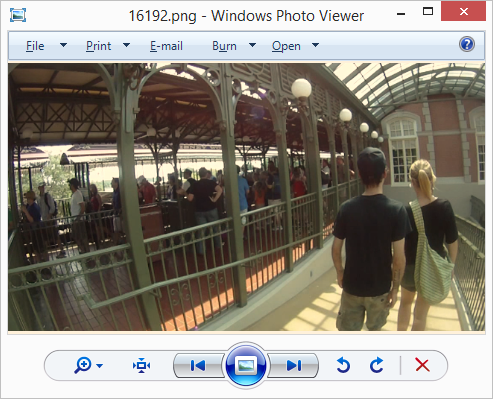 16192.png - Windows Photo Viewer
File Print E-mail Burn Open